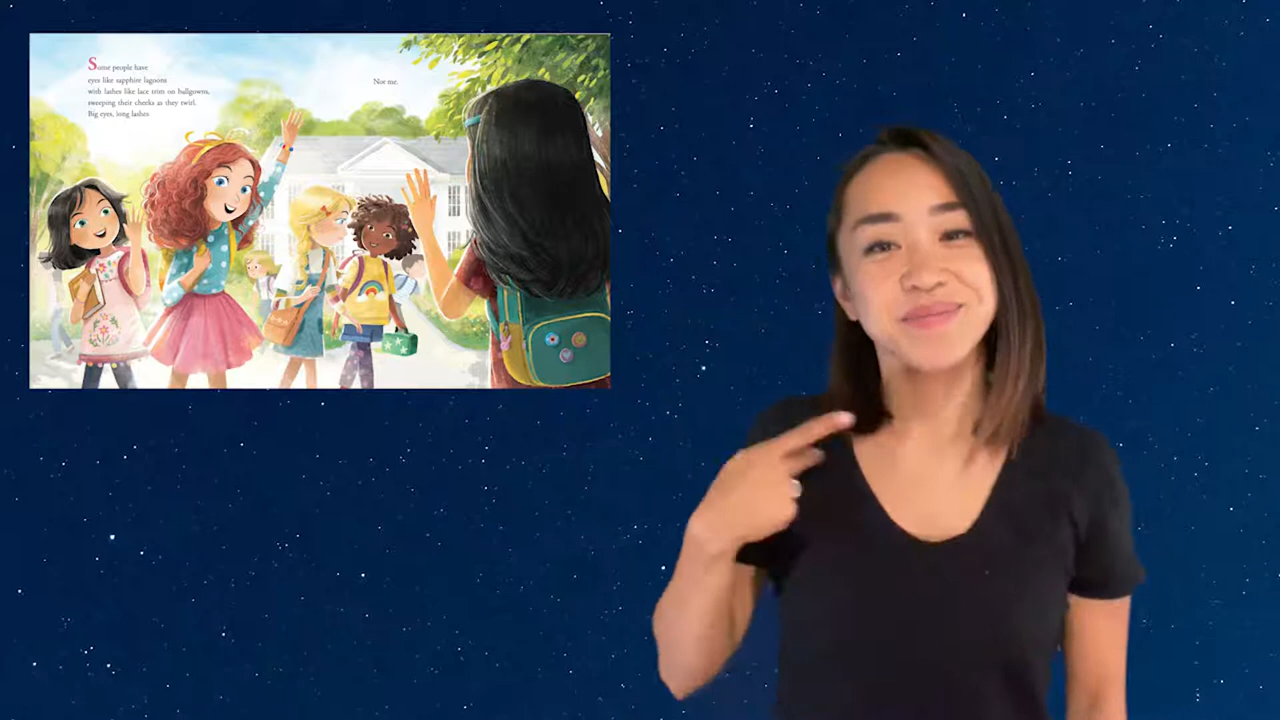 Some people have
eyes like sapphire lagoons
with lashes like lace trim on ballgowns,
sweeping their cheeks as they twirl.
Big eyes, long lashes
Not me.